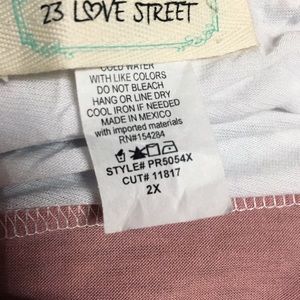 23 LOVE STREET
COLD WATER
WITH LIKE COLORS
DO NOT BLEACH
HANG OR LINE DRY
COOL IRON IF NEEDED
MADE IN MEXICO
with imported materials
RN#154284
STYLE# PR5054X
CUT# 11817
2X